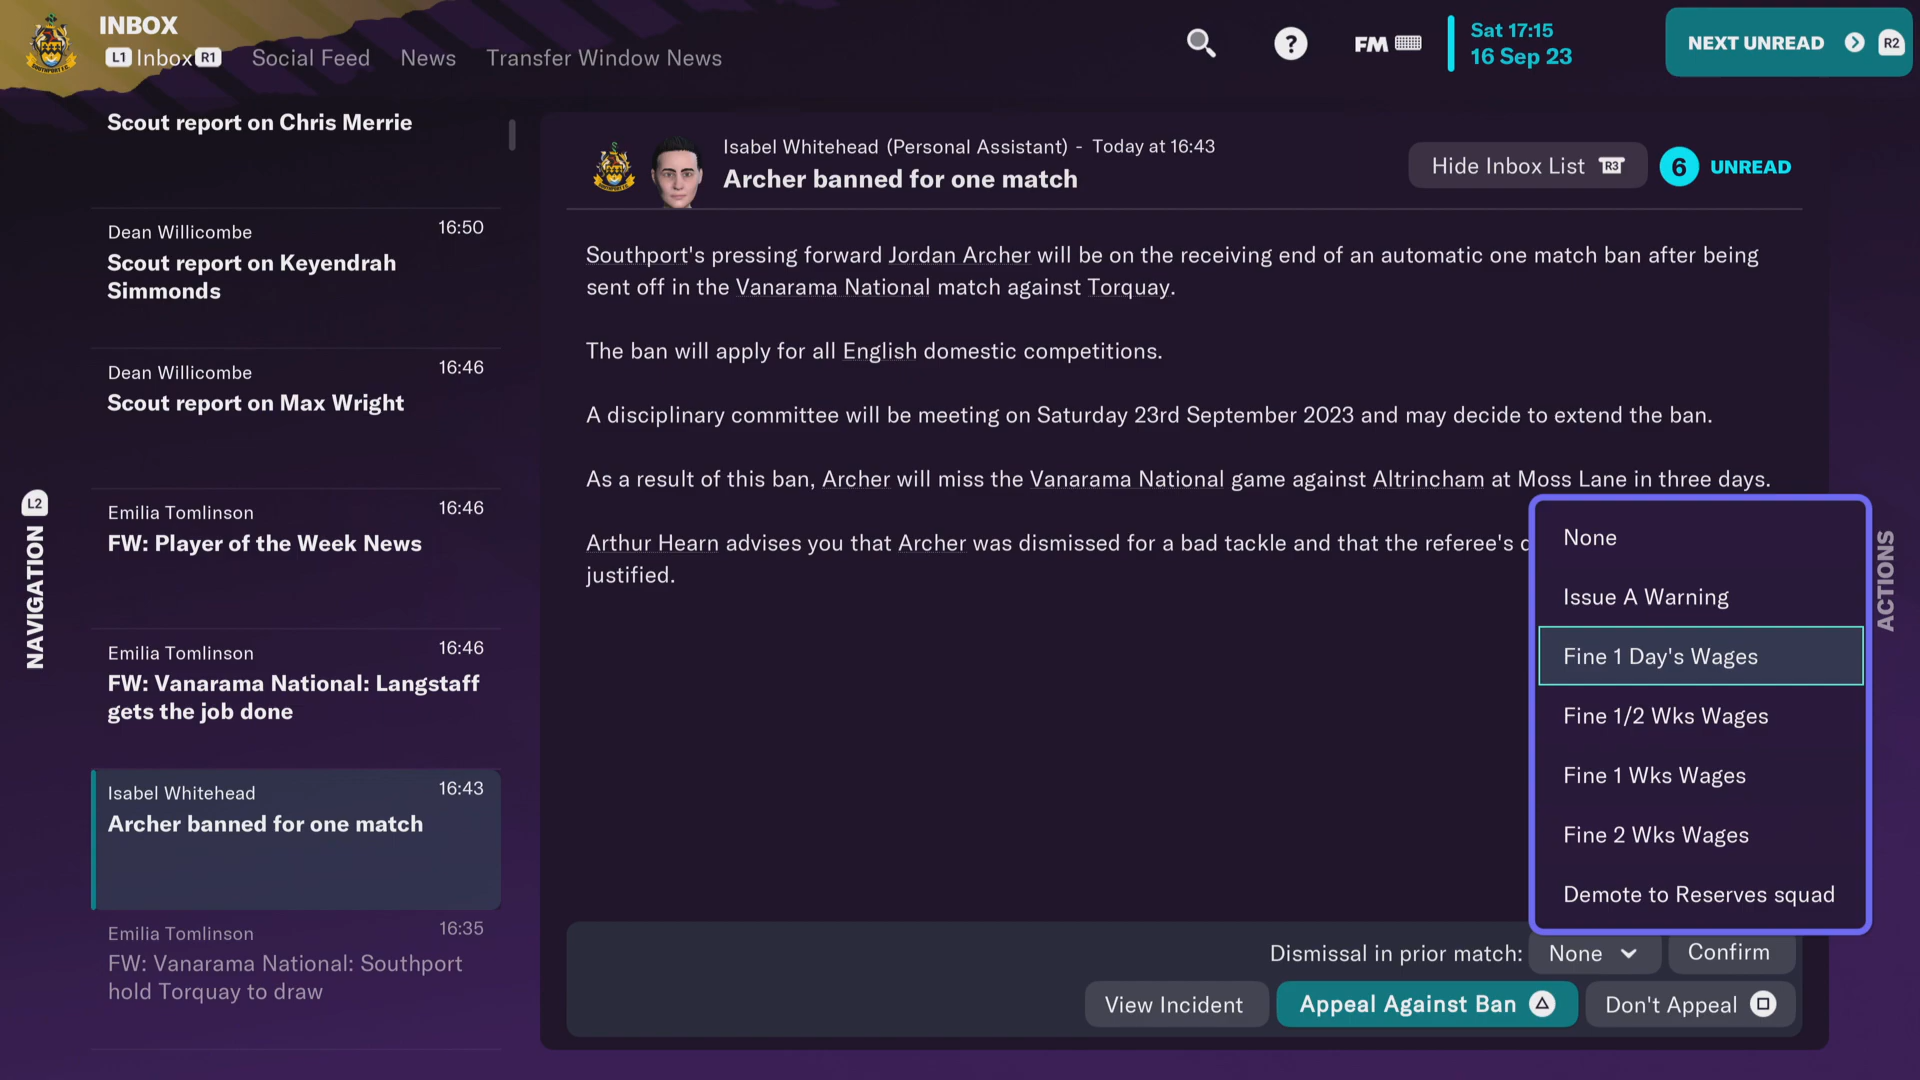 INBOX
L1 Inbox R1 Social Feed News Transfer Window News
?
FM
Sat 17:15
16 Sep 23
NEXT UNREAD R2
Scout report on Chris Merrie
Dean Willicombe 16:50
Scout report on Keyendrah
Simmonds
Dean Willicombe 16:46
Scout report on Max Wright
Emilia Tomlinson 16:46
FW: Player of the Week News
Emilia Tomlinson 16:46
FW: Vanarama National: Langstaff
gets the job done
Isabel Whitehead 16:43
Archer banned for one match
Emilia Tomlinson 16:35
FW: Vanarama National: Southport
hold Torquay to draw
L2
NAVIGATION
Isabel Whitehead (Personal Assistant) - Today at 16:43
Archer banned for one match
Hide Inbox List R3
6 UNREAD
Southport's pressing forward Jordan Archer will be on the receiving end of an automatic one match ban after being
sent off in the Vanarama National match against Torquay.
The ban will apply for all English domestic competitions.
A disciplinary committee will be meeting on Saturday 23rd September 2023 and may decide to extend the ban.
As a result of this ban, Archer will miss the Vanarama National game against Altrincham at Moss Lane in three days.
Arthur Hearn advises you that Archer was dismissed for a bad tackle and that the referee's
justified.
None
Issue A Warning
Fine 1 Day's Wages
Fine 1/2 Wks Wages
Fine 1 Wks Wages
Fine 2 Wks Wages
Demote to Reserves squad
ACTIONS
Dismissal in prior match: None Confirm
View Incident Appeal Against Ban Don't Appeal